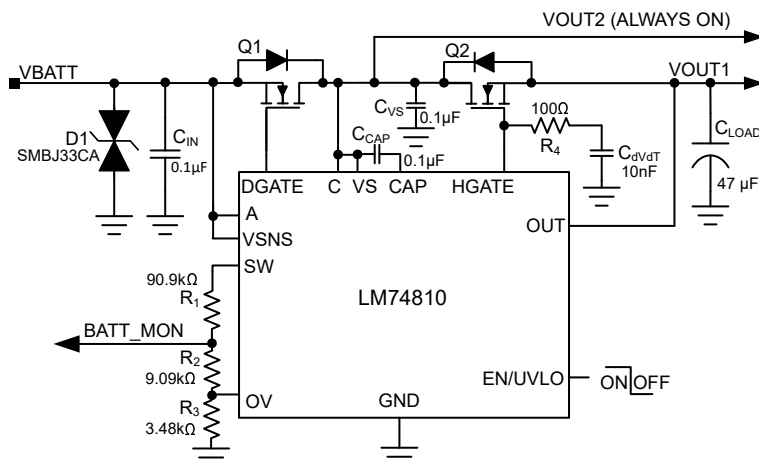 VOUT2 (ALWAYS ON)
Q1
Q2
VBATT
VOUT1
D1
SMBJ33CA
CIN
0.1µF
CVS
0.1µF
CCAP
0.1µF
100Ω
R4
CdVdT
10nF
CLOAD
47 µF
DGATE
C
VS
CAP
HGATE
A
VSNS
SW
OUT
LM74810
90.9kΩ
R1
BATT_MON
R2
9.09kΩ
R3
3.48kΩ
OV
GND
EN/UVLO
ON OFF